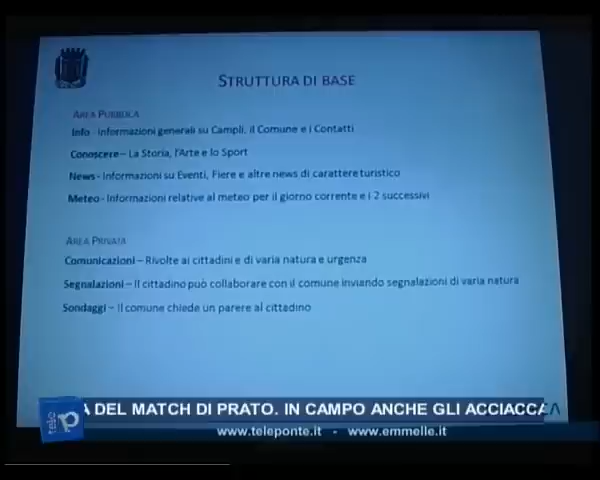 STRUTTURA DI BASE
AREA PUBBLICA
Info - Informazioni generali su Campli, il Comune e i Contatti
Conoscere – La Storia, l'Arte e lo Sport
News - Informazioni su Eventi, Fiere e altre news di carattere turistico
Meteo - Informazioni relative al meteo per il giorno corrente e i 2 successivi
AREA PRIVATA
Comunicazioni – Rivolte ai cittadini e di varia natura e urgenza
Segnalazioni – Il cittadino può collaborare con il comune inviando segnalazioni di varia natura
Sondaggi – Il comune chiede un parere al cittadino
A DEL MATCH DI PRATO. IN CAMPO ANCHE GLI ACCIACCA
tele p
www.teleponte.it - www.emmelle.it